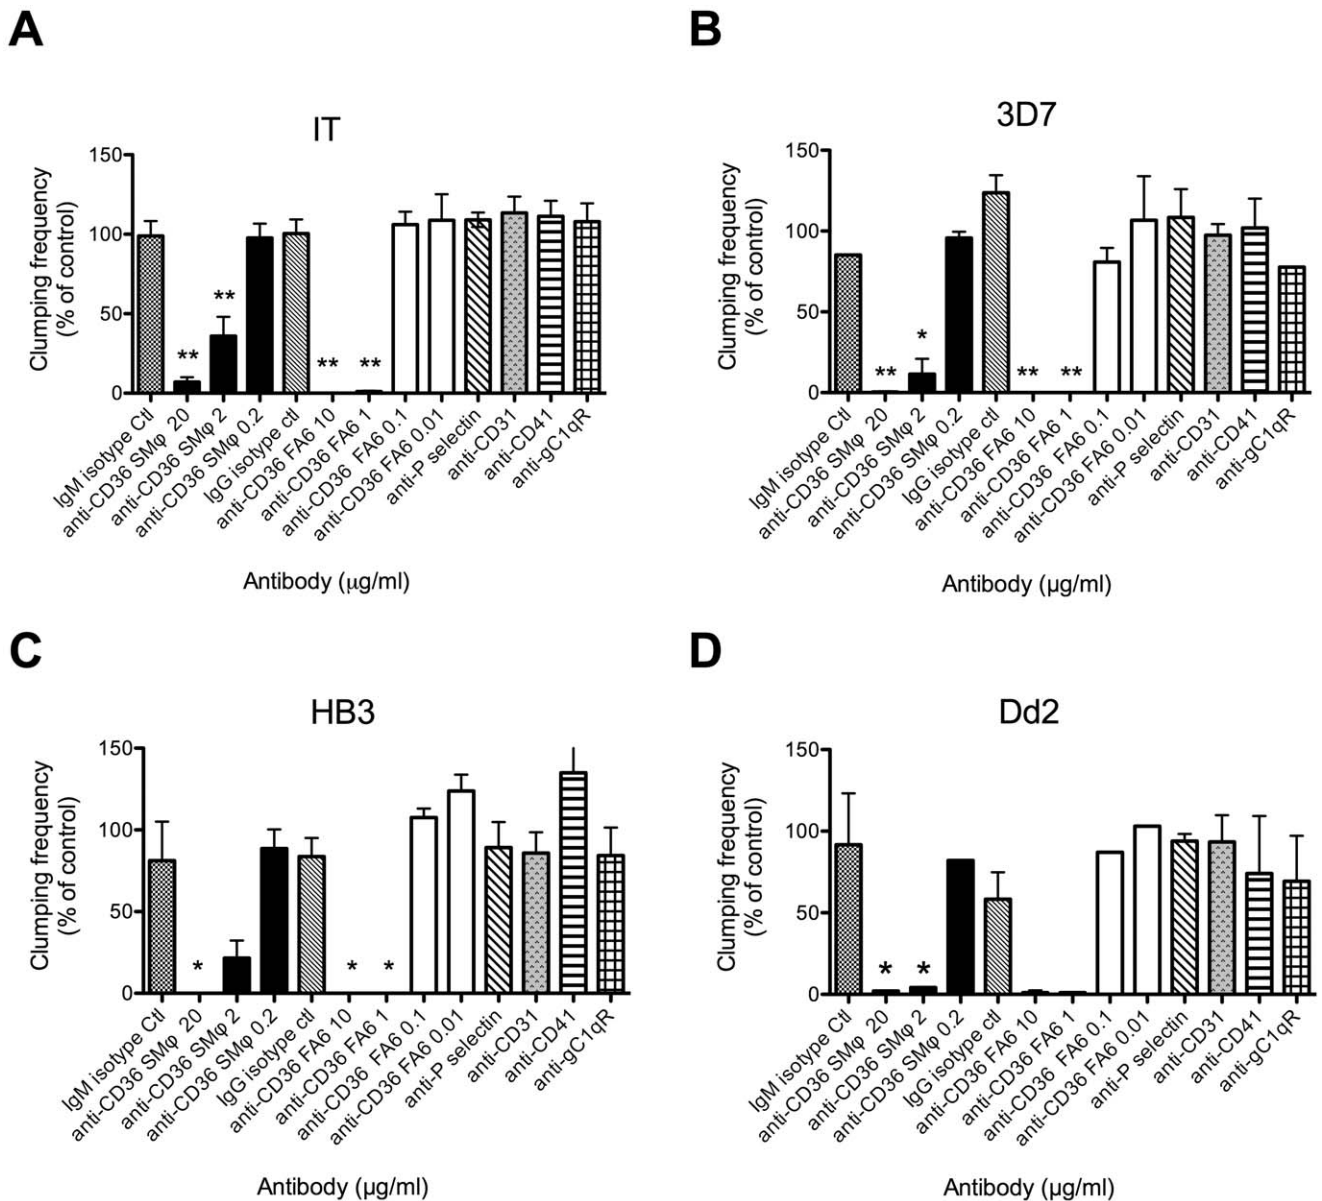 A
IT
Clumping frequency
(% of control)
150
100
50
0
**
**
**
**
IgM isotype Ctl
anti-CD36 SMφ 20
anti-CD36 SMφ 2
anti-CD36 SMφ 0.2
IgG isotype ctl
anti-CD36 FA6 10
anti-CD36 FA6 1
anti-CD36 FA6 0.1
anti-CD36 FA6 0.01
anti-P selectin
anti-CD31
anti-CD41
anti-gC1qR
Antibody (μg/ml)
B
3D7
Clumping frequency
(% of control)
150
100
50
0
**
*
**
**
IgM isotype Ctl
anti-CD36 SMφ 20
anti-CD36 SMφ 2
anti-CD36 SMφ 0.2
IgG isotype ctl
anti-CD36 FA6 10
anti-CD36 FA6 1
anti-CD36 FA6 0.1
anti-CD36 FA6 0.01
anti-P selectin
anti-CD31
anti-CD41
anti-gC1qR
Antibody (μg/ml)
C
HB3
Clumping frequency
(% of control)
150
100
50
0
*
*
*
IgM isotype Ctl
anti-CD36 SMφ 20
anti-CD36 SMφ 2
anti-CD36 SMφ 0.2
IgG isotype ctl
anti-CD36 FA6 10
anti-CD36 FA6 1
anti-CD36 FA6 0.1
anti-CD36 FA6 0.01
anti-P selectin
anti-CD31
anti-CD41
anti-gC1qR
Antibody (μg/ml)
D
Dd2
Clumping frequency
(% of control)
150
100
50
0
*
*
IgM isotype Ctl
anti-CD36 SMφ 20
anti-CD36 SMφ 2
anti-CD36 SMφ 0.2
IgG isotype ctl
anti-CD36 FA6 10
anti-CD36 FA6 1
anti-CD36 FA6 0.1
anti-CD36 FA6 0.01
anti-P selectin
anti-CD31
anti-CD41
anti-gC1qR
Antibody (μg/ml)